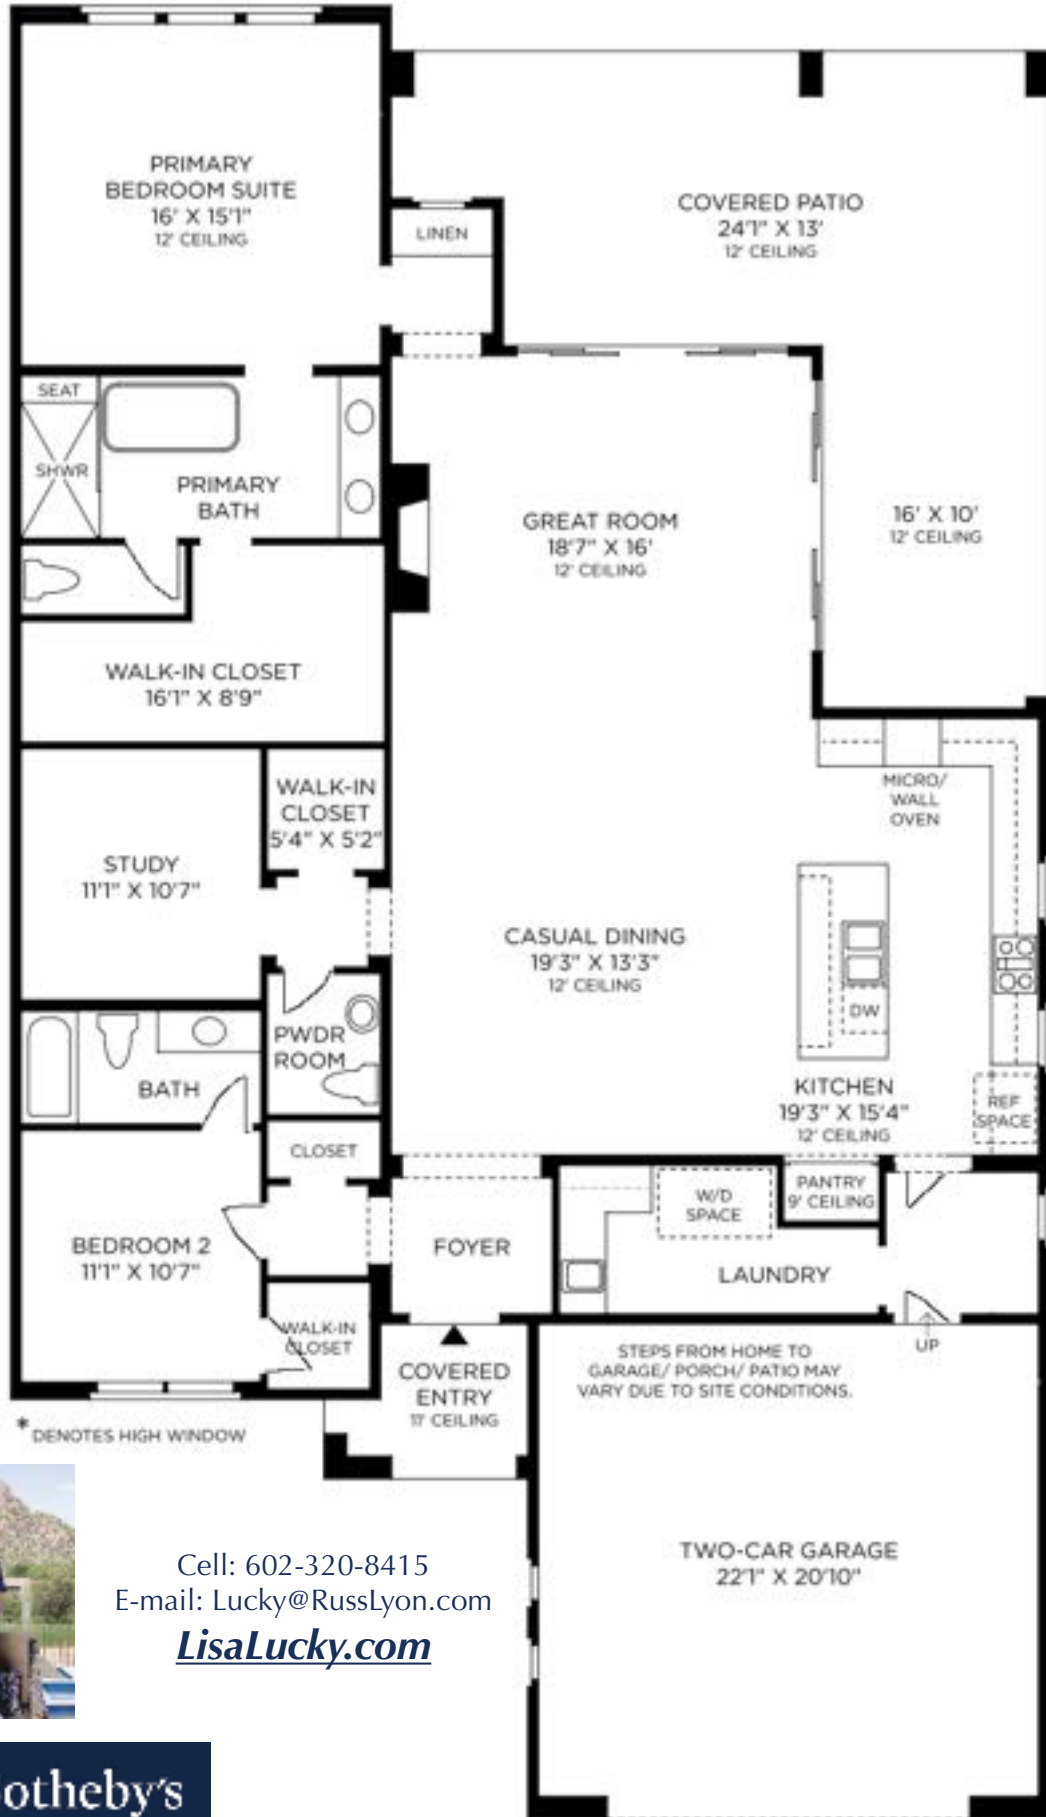 PRIMARY
BEDROOM SUITE
16' X 15'1"
12' CEILING
COVERED PATIO
24'1" X 13'
12' CEILING
LINEN
SEAT
SHWR
PRIMARY
BATH
GREAT ROOM
18'7" X 16'
12' CEILING
16' X 10'
12' CEILING
WALK-IN CLOSET
16'1" X 8'9"
WALK-IN
CLOSET
5'4" X 5'2"
MICRO/
WALL
OVEN
STUDY
11'1" X 10'7"
CASUAL DINING
19'3" X 13'3"
12' CEILING
DW
PWDR
ROOM
BATH
KITCHEN
19'3" X 15'4"
12' CEILING
REF
SPACE
CLOSET
PANTRY
9' CEILING
W/D
SPACE
BEDROOM 2
11'1" X 10'7"
FOYER
LAUNDRY
WALK-IN
CLOSET
COVERED
ENTRY
11' CEILING
UP
STEPS FROM HOME TO
GARAGE/ PORCH/ PATIO MAY
VARY DUE TO SITE CONDITIONS.
* DENOTES HIGH WINDOW
TWO-CAR GARAGE
22'1" X 20'10"
Cell: 602-320-8415
E-mail: Lucky@RussLyon.com
LisaLucky.com
otheby's